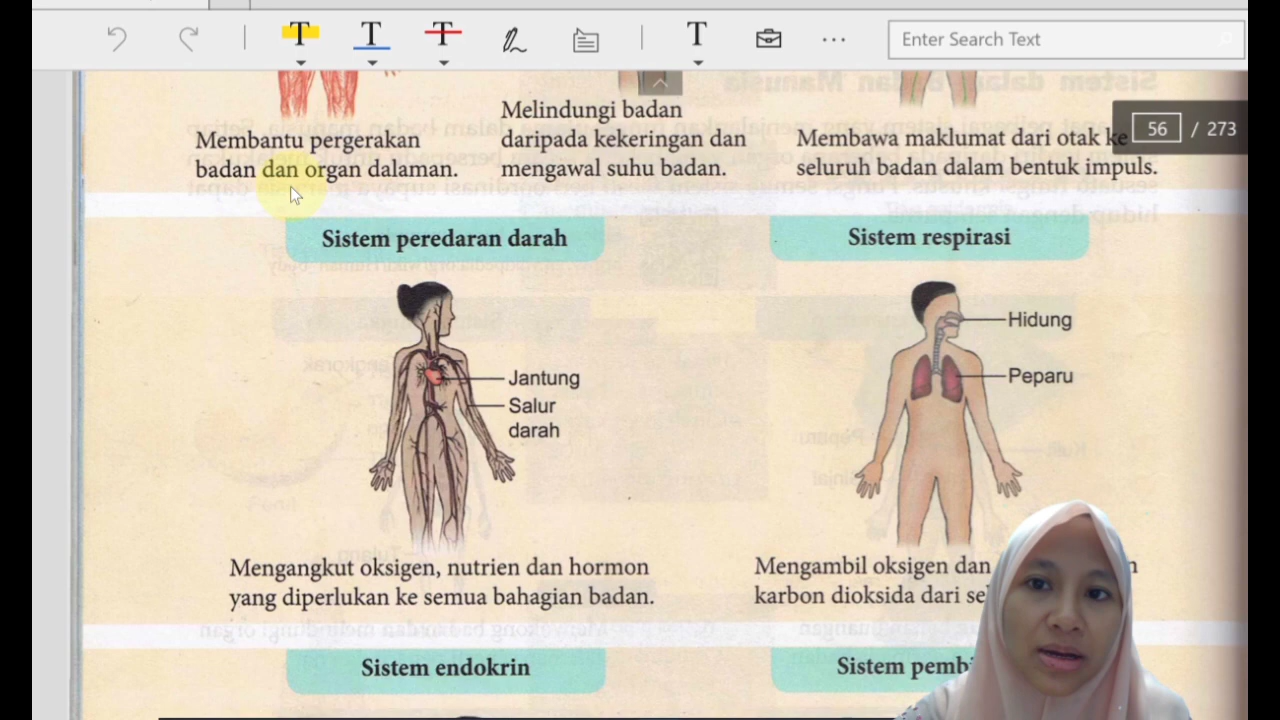 T T T T Enter Search Text
56 / 273
Membantu pergerakan
badan dan organ dalaman.
Melindungi badan
daripada kekeringan dan
mengawal suhu badan.
Membawa maklumat dari otak ke
seluruh badan dalam bentuk impuls.
Sistem peredaran darah
Jantung
Salur
darah
Mengangkut oksigen, nutrien dan hormon
yang diperlukan ke semua bahagian badan.
Sistem respirasi
Hidung
Peparu
Mengambil oksigen dan
karbon dioksida dari
Sistem endokrin
Sistem